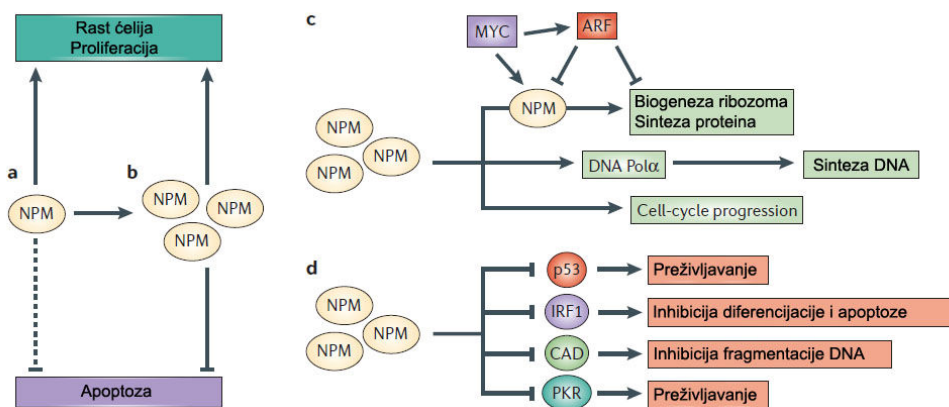 Rast ćelija
Proliferacija
a
b
NPM
NPM
NPM
NPM
Apoptoza
c
MYC
ARF
NPM
NPM
NPM
NPM
Biogeneza ribozoma
Sinteza proteina
DNA Polα
Sinteza DNA
Cell-cycle progression
d
NPM
NPM
NPM
p53
Preživljavanje
IRF1
Inhibicija diferencijacije i apoptoze
CAD
Inhibicija fragmentacije DNA
PKR
Preživljavanje